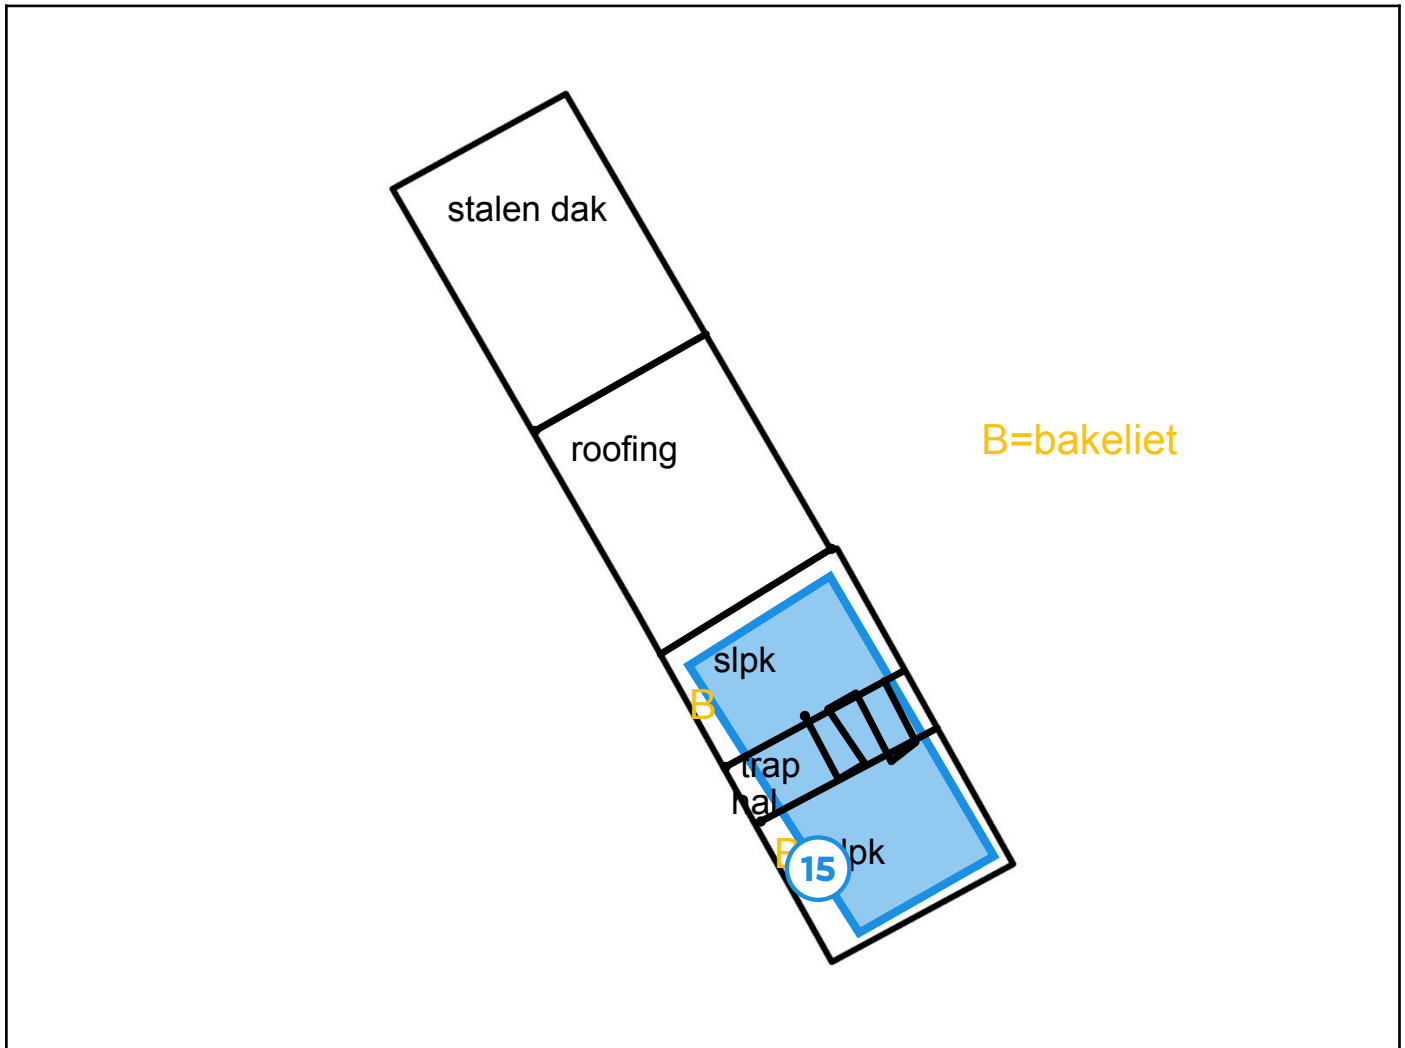 stalen dak
roofing
B=bakeliet
slpk
B
trap
hal
B
15